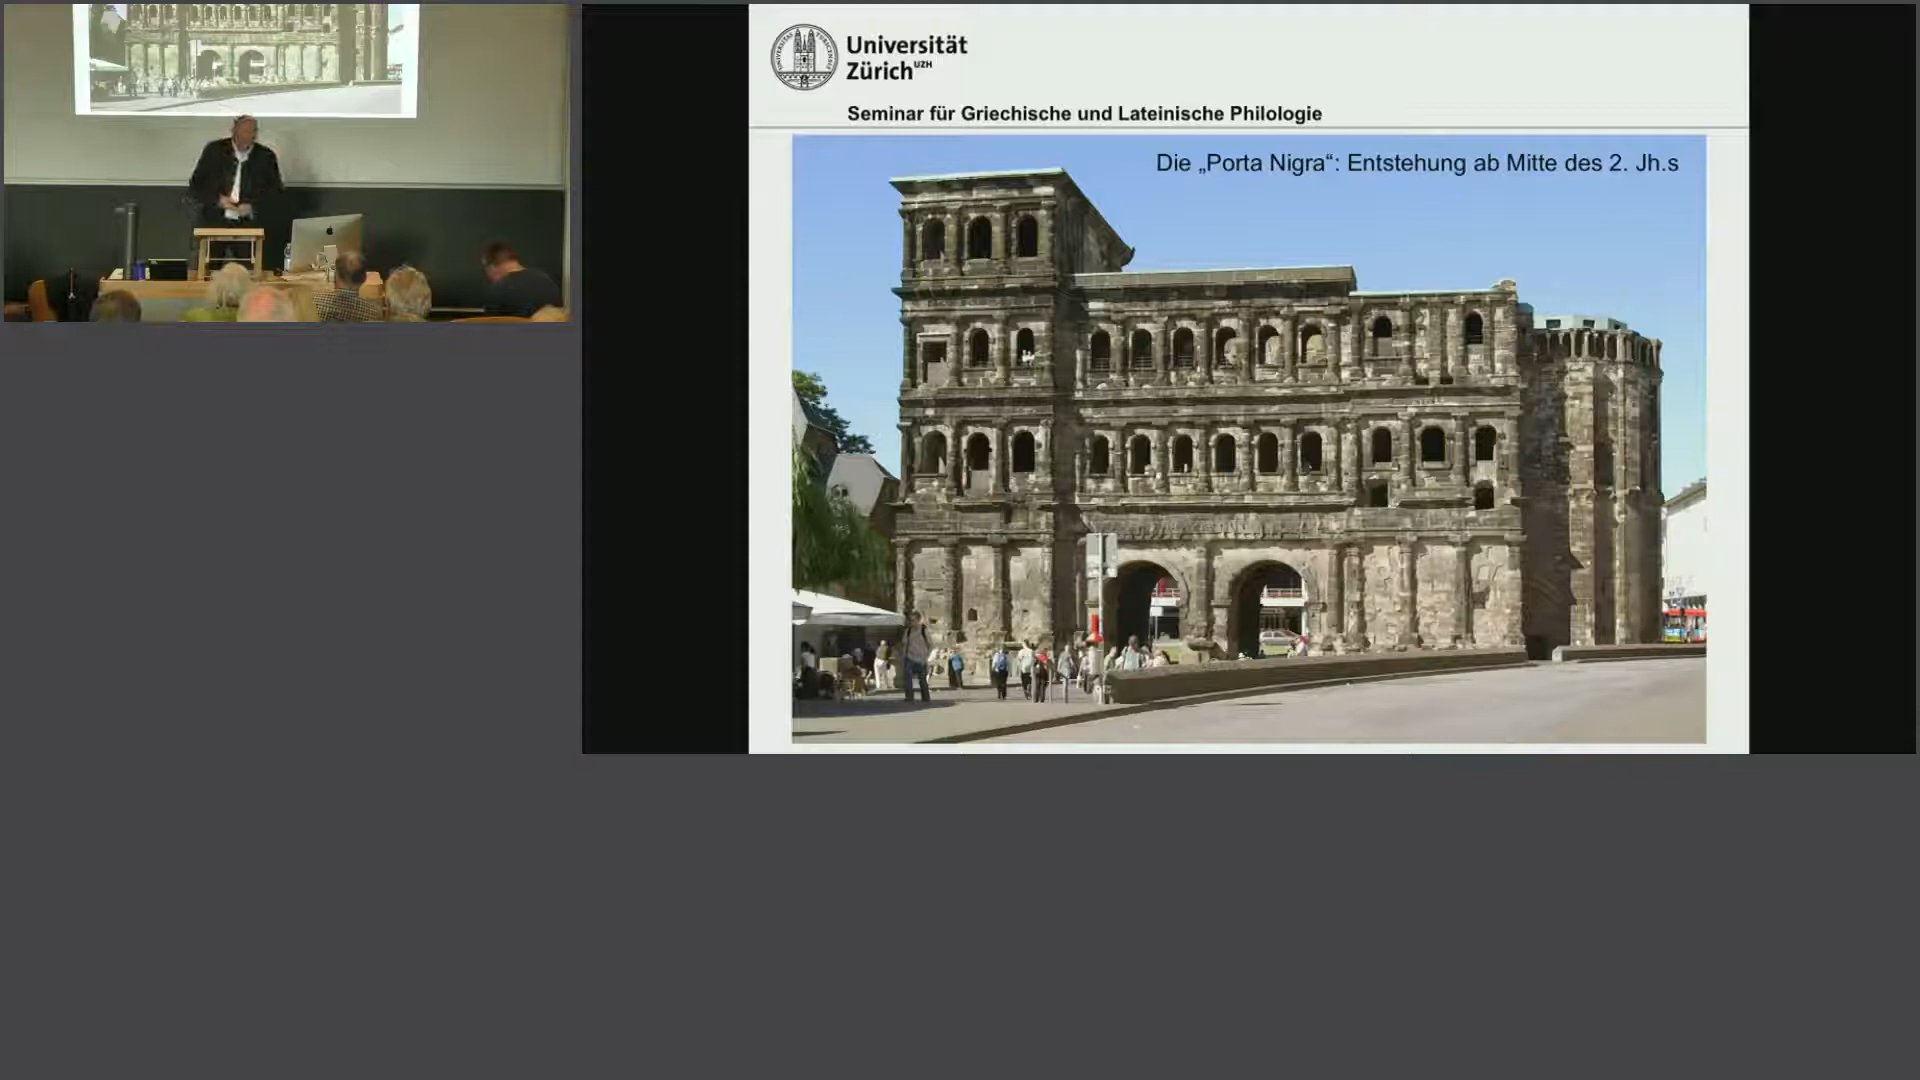 Universität
Zürich UZH
Seminar für Griechische und Lateinische Philologie
Die „Porta Nigra“: Entstehung ab Mitte des 2. Jh.s